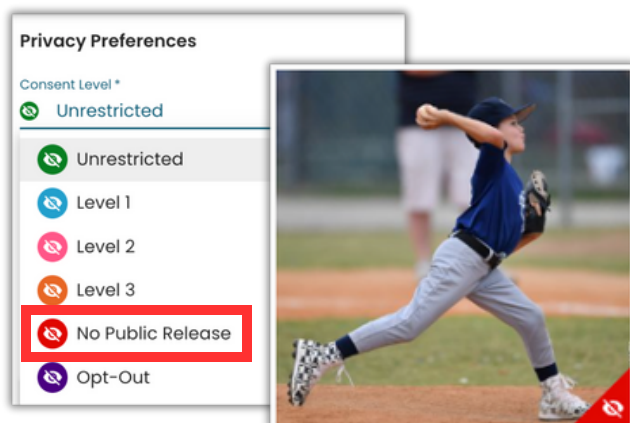 Privacy Preferences
Consent Level *
Unrestricted
Unrestricted
Level 1
Level 2
Level 3
No Public Release
Opt-Out